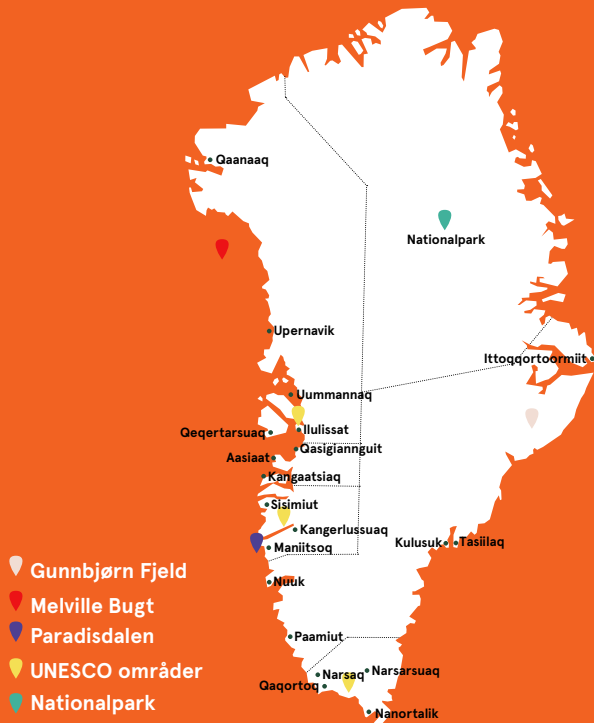 Qaanaaq
Nationalpark
Upernavik
Ittoqqortoormiit
Uummannaq
Qeqertarsuaq
Ilulissat
Qasigiannguit
Aasiaat
Kangaatsiaq
Sisimiut
Kangerlussuaq
Kulusuk
Tasiilaq
Maniitsoq
Gunnbjørn Fjeld
Nuuk
Melville Bugt
Paradisdalen
Paamiut
UNESCO områder
Narsaq
Narsarsuaq
Qaqortoq
Nationalpark
Nanortalik